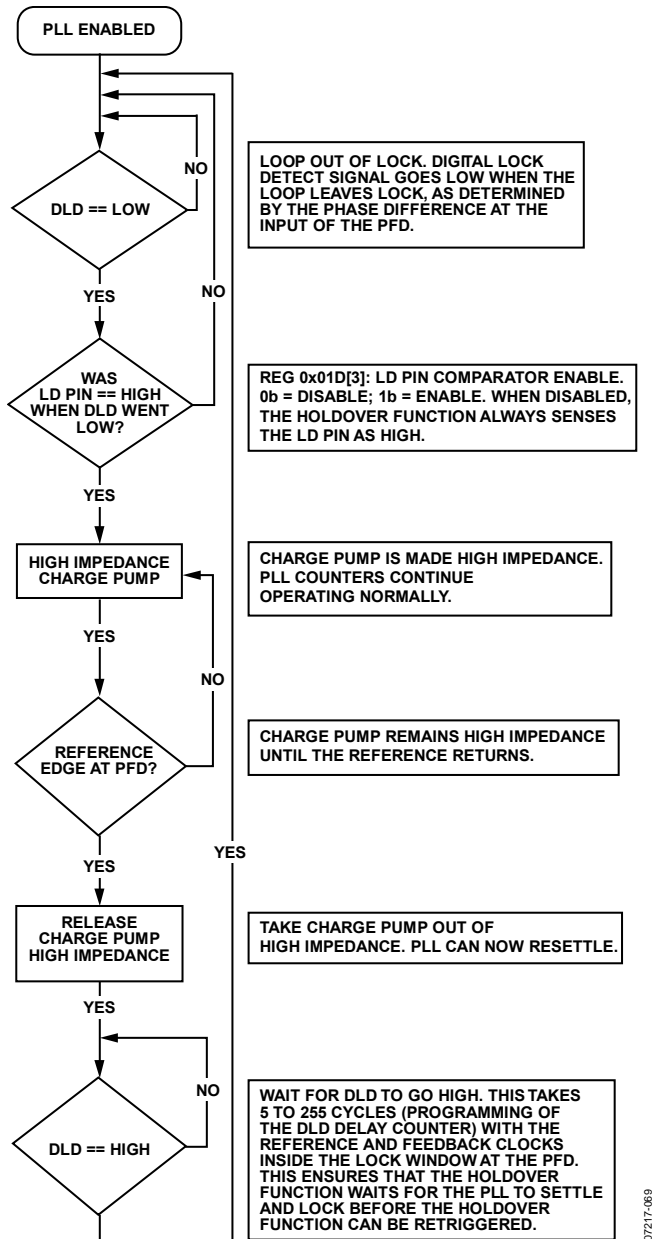 PLL ENABLED
NO
DLD == LOW
LOOP OUT OF LOCK. DIGITAL LOCK
DETECT SIGNAL GOES LOW WHEN THE
LOOP LEAVES LOCK, AS DETERMINED
BY THE PHASE DIFFERENCE AT THE
INPUT OF THE PFD.
YES
NO
WAS
LD PIN == HIGH
WHEN DLD WENT
LOW?
REG 0x01D[3]: LD PIN COMPARATOR ENABLE.
0b = DISABLE; 1b = ENABLE. WHEN DISABLED,
THE HOLDOVER FUNCTION ALWAYS SENSES
THE LD PIN AS HIGH.
YES
HIGH IMPEDANCE
CHARGE PUMP
CHARGE PUMP IS MADE HIGH IMPEDANCE.
PLL COUNTERS CONTINUE
OPERATING NORMALLY.
YES
NO
REFERENCE
EDGE AT PFD?
CHARGE PUMP REMAINS HIGH IMPEDANCE
UNTIL THE REFERENCE RETURNS.
YES
YES
RELEASE
CHARGE PUMP
HIGH IMPEDANCE
TAKE CHARGE PUMP OUT OF
HIGH IMPEDANCE. PLL CAN NOW RESETTLE.
YES
NO
DLD == HIGH
WAIT FOR DLD TO GO HIGH. THIS TAKES
5 TO 255 CYCLES (PROGRAMMING OF
THE DLD DELAY COUNTER) WITH THE
REFERENCE AND FEEDBACK CLOCKS
INSIDE THE LOCK WINDOW AT THE PFD.
THIS ENSURES THAT THE HOLDOVER
FUNCTION WAITS FOR THE PLL TO SETTLE
AND LOCK BEFORE THE HOLDOVER
FUNCTION CAN BE RETRIGGERED.
07217-069